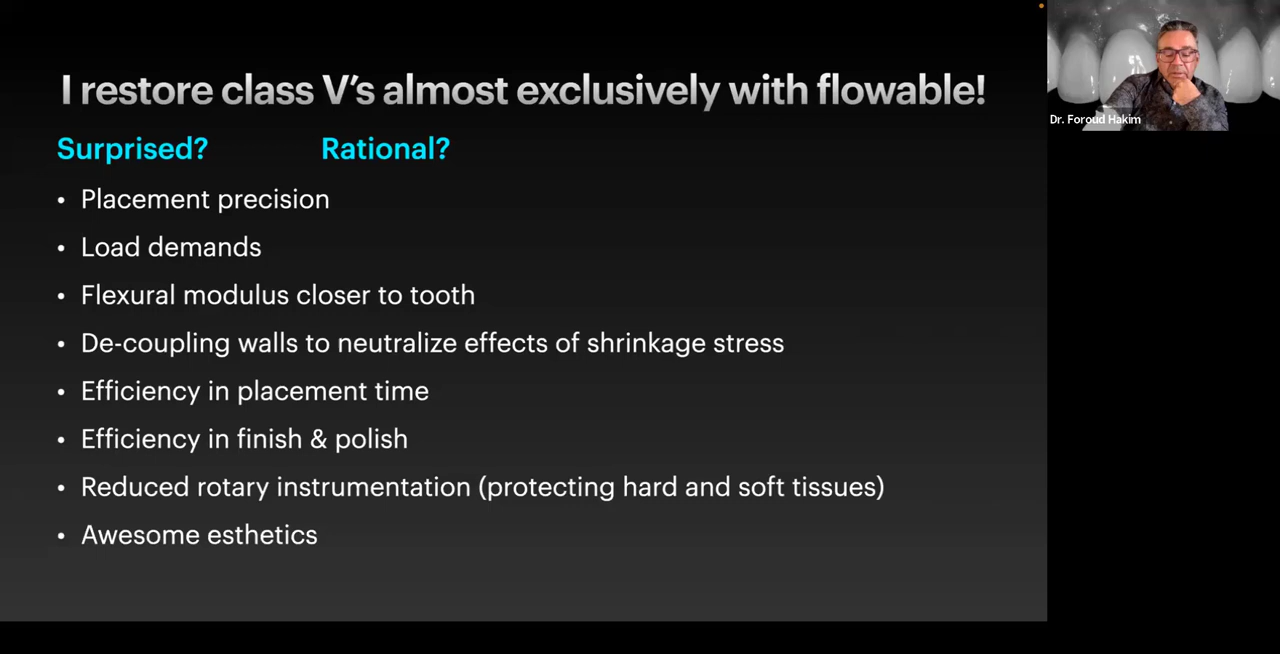 I restore class V's almost exclusively with flowable!
Surprised? Rational?
• Placement precision
• Load demands
• Flexural modulus closer to tooth
• De-coupling walls to neutralize effects of shrinkage stress
• Efficiency in placement time
• Efficiency in finish & polish
• Reduced rotary instrumentation (protecting hard and soft tissues)
• Awesome esthetics
Dr. Foroud Hakim